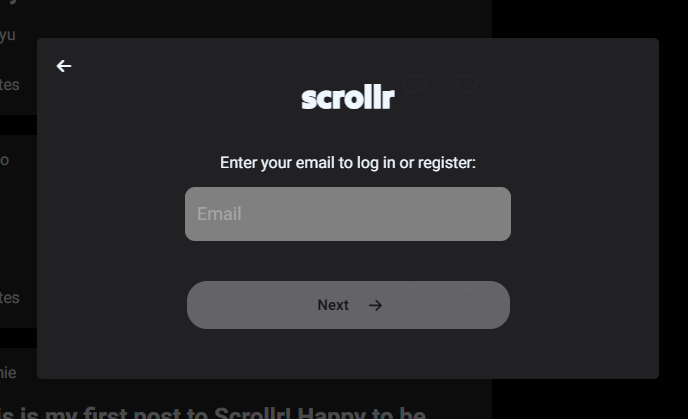 yu
tes
scrollr
o
Enter your email to log in or register:
Email
tes
Next
nie
is is my first post to Scrollr! Happy to be